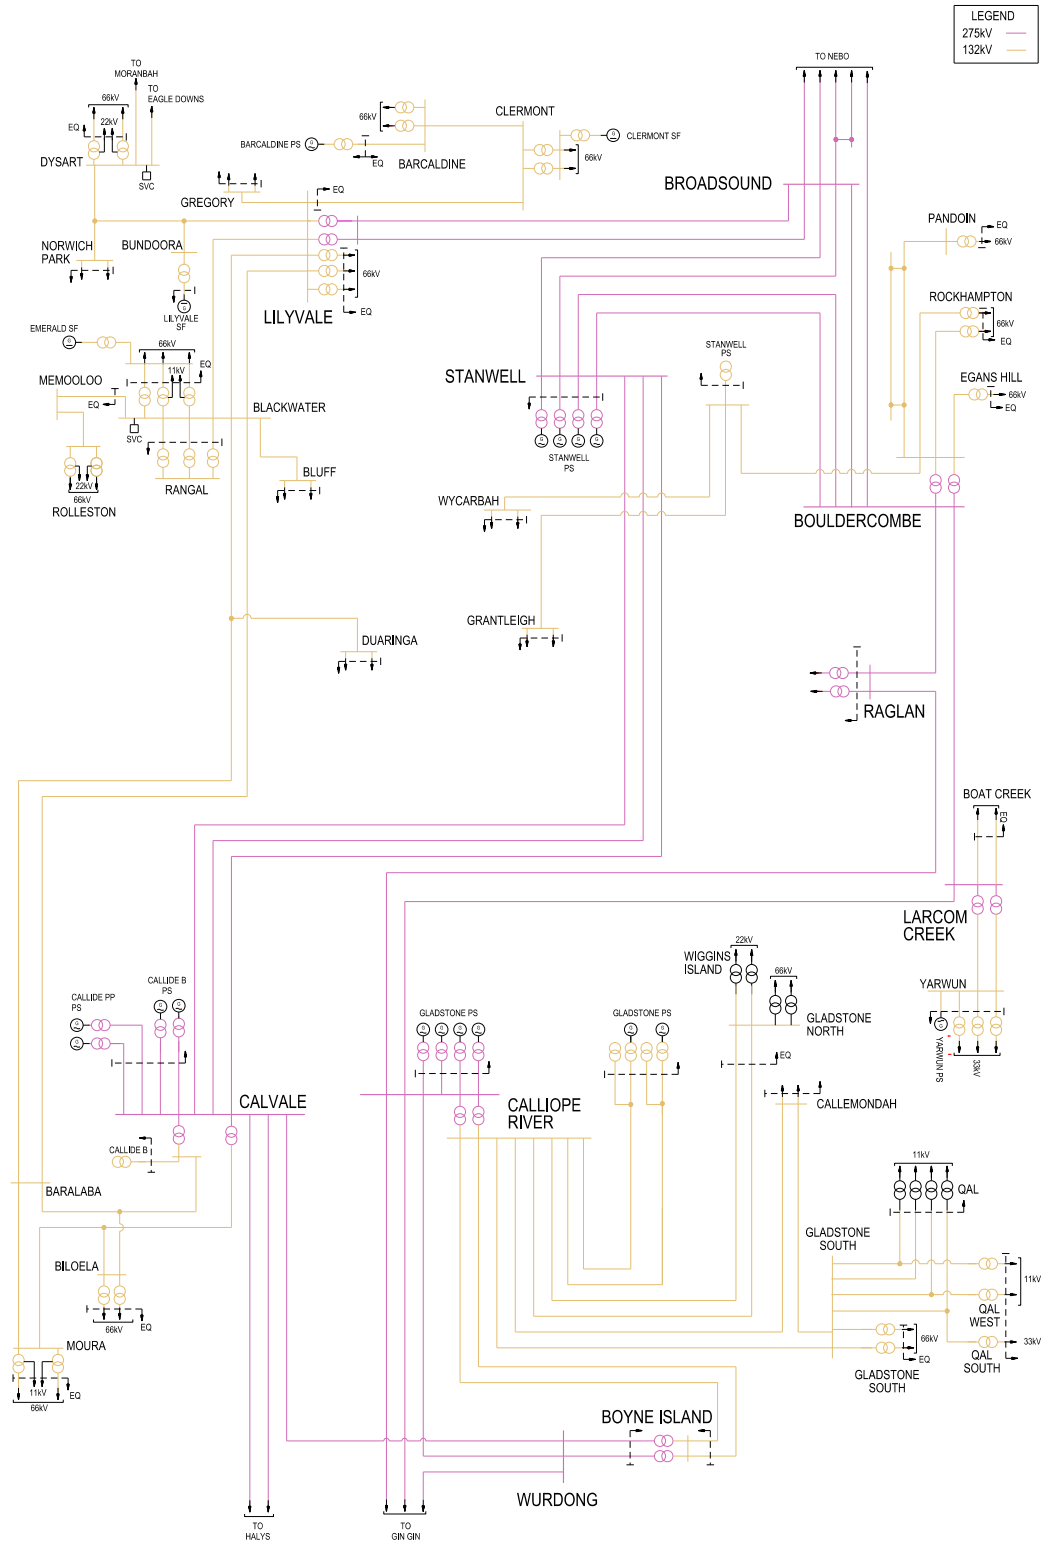 LEGEND
275kV
132kV
TO NEBO
TO
MORANBAH
TO
EAGLE DOWNS
66kV
22kV
EQ
DYSART
SVC
66kV
BARCALDINE PS
G
EQ
BARCALDINE
CLERMONT
G
CLERMONT SF
66kV
GREGORY
EQ
BROADSOUND
PANDOIN
EQ
66kV
NORWICH
PARK
BUNDOORA
G
LILYVALE
SF
66kV
EQ
LILYVALE
ROCKHAMPTON
66kV
EQ
EMERALD SF
G
66kV
11kV
EQ
MEMOOLOO
EQ
SVC
BLACKWATER
STANWELL
G
G
G
G
STANWELL
PS
STANWELL
PS
EGANS HILL
66kV
EQ
22kV
66kV
ROLLESTON
RANGAL
BLUFF
WYCARBAH
BOULDERCOMBE
GRANTLEIGH
DUARINGA
RAGLAN
BOAT CREEK
EQ
LARCOM
CREEK
YARWUN
G
YARWUN PS
33kV
WIGGINS
ISLAND
22kV
66kV
GLADSTONE
NORTH
EQ
CALLIDE B
PS
G
G
CALLIDE PP
PS
G
G
GLADSTONE PS
G
G
G
G
GLADSTONE PS
G
G
CALVALE
CALLIOPE
RIVER
CALLEMONDAH
CALLIDE B
BARALABA
11kV
QAL
GLADSTONE
SOUTH
11kV
QAL
WEST
33kV
QAL
SOUTH
BILOELA
66kV
EQ
66kV
EQ
GLADSTONE
SOUTH
MOURA
11kV
66kV
EQ
BOYNE ISLAND
WURDONG
TO
HALYS
TO
GIN GIN